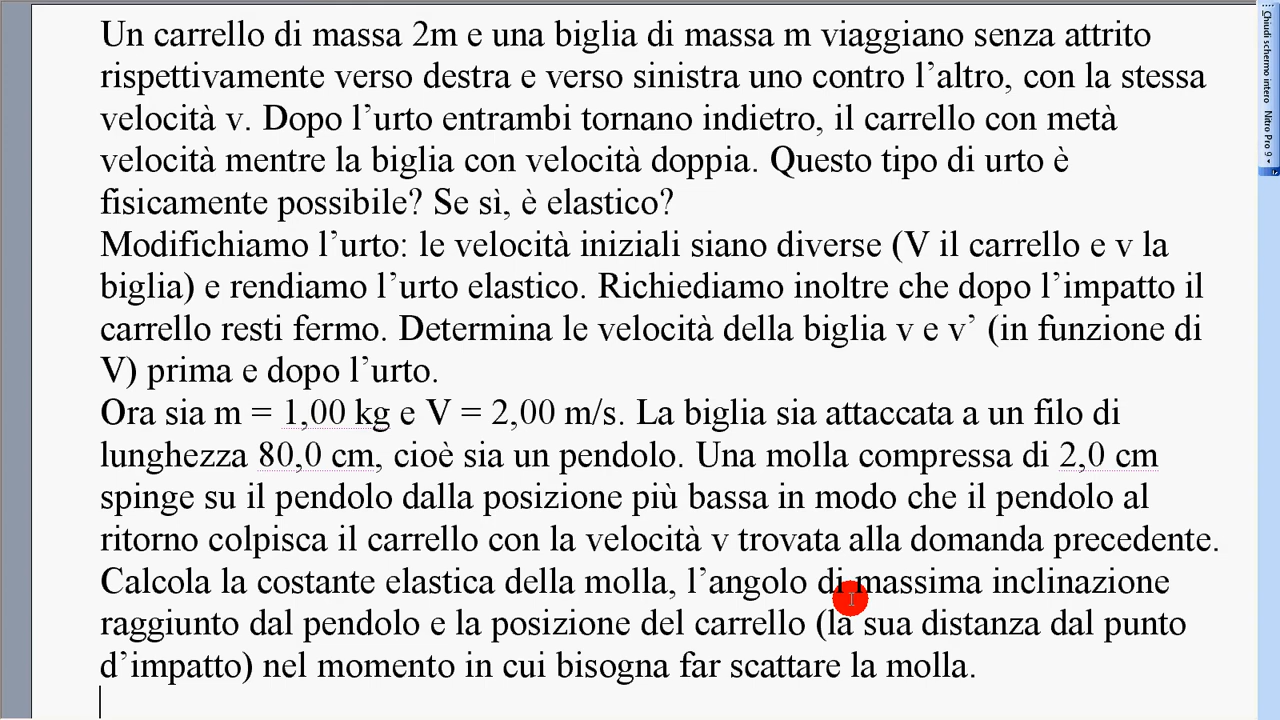 Un carrello di massa 2m e una biglia di massa m viaggiano senza attrito
rispettivamente verso destra e verso sinistra uno contro l’altro, con la stessa
velocità v. Dopo l’urto entrambi tornano indietro, il carrello con metà
velocità mentre la biglia con velocità doppia. Questo tipo di urto è
fisicamente possibile? Se sì, è elastico?
Modifichiamo l’urto: le velocità iniziali siano diverse (V il carrello e v la
biglia) e rendiamo l’urto elastico. Richiediamo inoltre che dopo l’impatto il
carrello resti fermo. Determina le velocità della biglia v e v’ (in funzione di
V) prima e dopo l’urto.
Ora sia m = 1,00 kg e V = 2,00 m/s. La biglia sia attaccata a un filo di
lunghezza 80,0 cm, cioè sia un pendolo. Una molla compressa di 2,0 cm
spinge su il pendolo dalla posizione più bassa in modo che il pendolo al
ritorno colpisca il carrello con la velocità v trovata alla domanda precedente.
Calcola la costante elastica della molla, l’angolo di massima inclinazione
raggiunto dal pendolo e la posizione del carrello (la sua distanza dal punto
d’impatto) nel momento in cui bisogna far scattare la molla.
Chiudi schermo intero
Nitro Pro 9